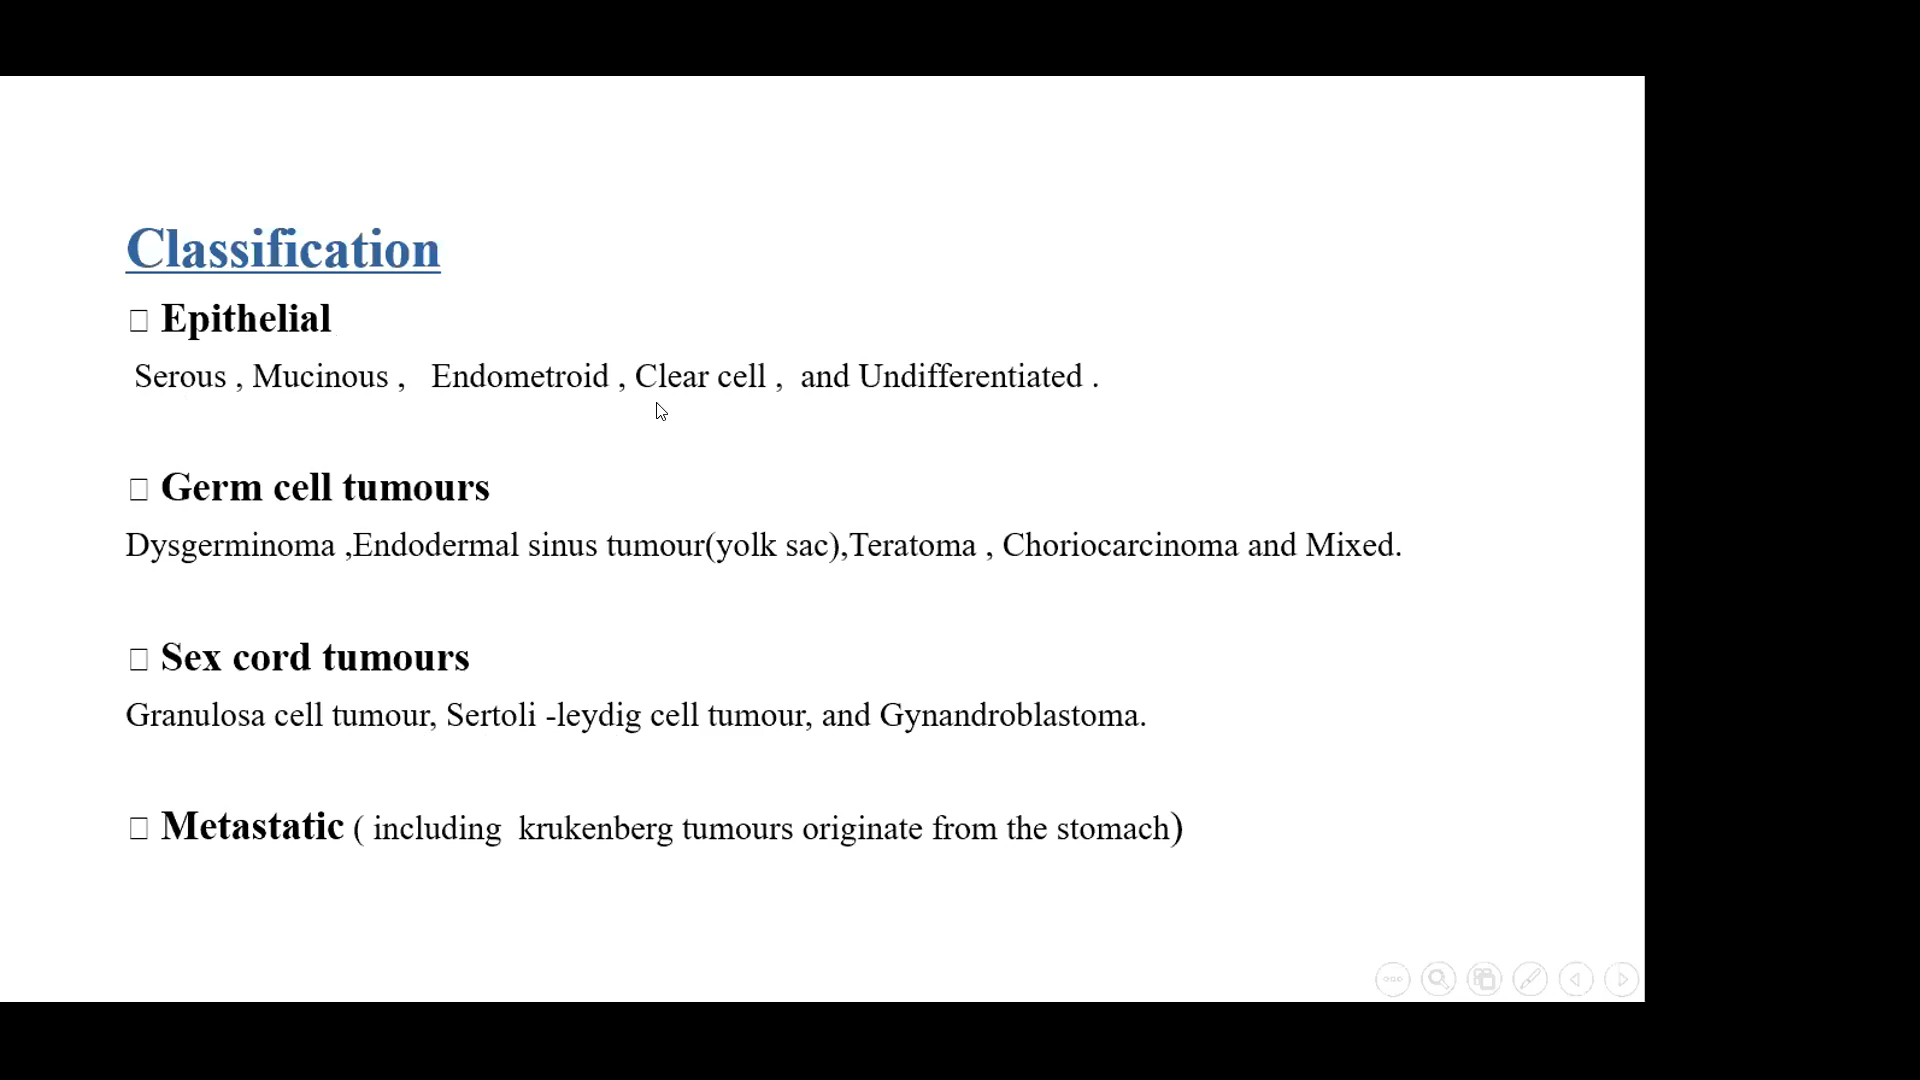 Classification
Epithelial
Serous , Mucinous , Endometroid , Clear cell , and Undifferentiated .
Germ cell tumours
Dysgerminoma ,Endodermal sinus tumour(yolk sac),Teratoma , Choriocarcinoma and Mixed.
Sex cord tumours
Granulosa cell tumour, Sertoli -leydig cell tumour, and Gynandroblastoma.
Metastatic ( including krukenberg tumours originate from the stomach)